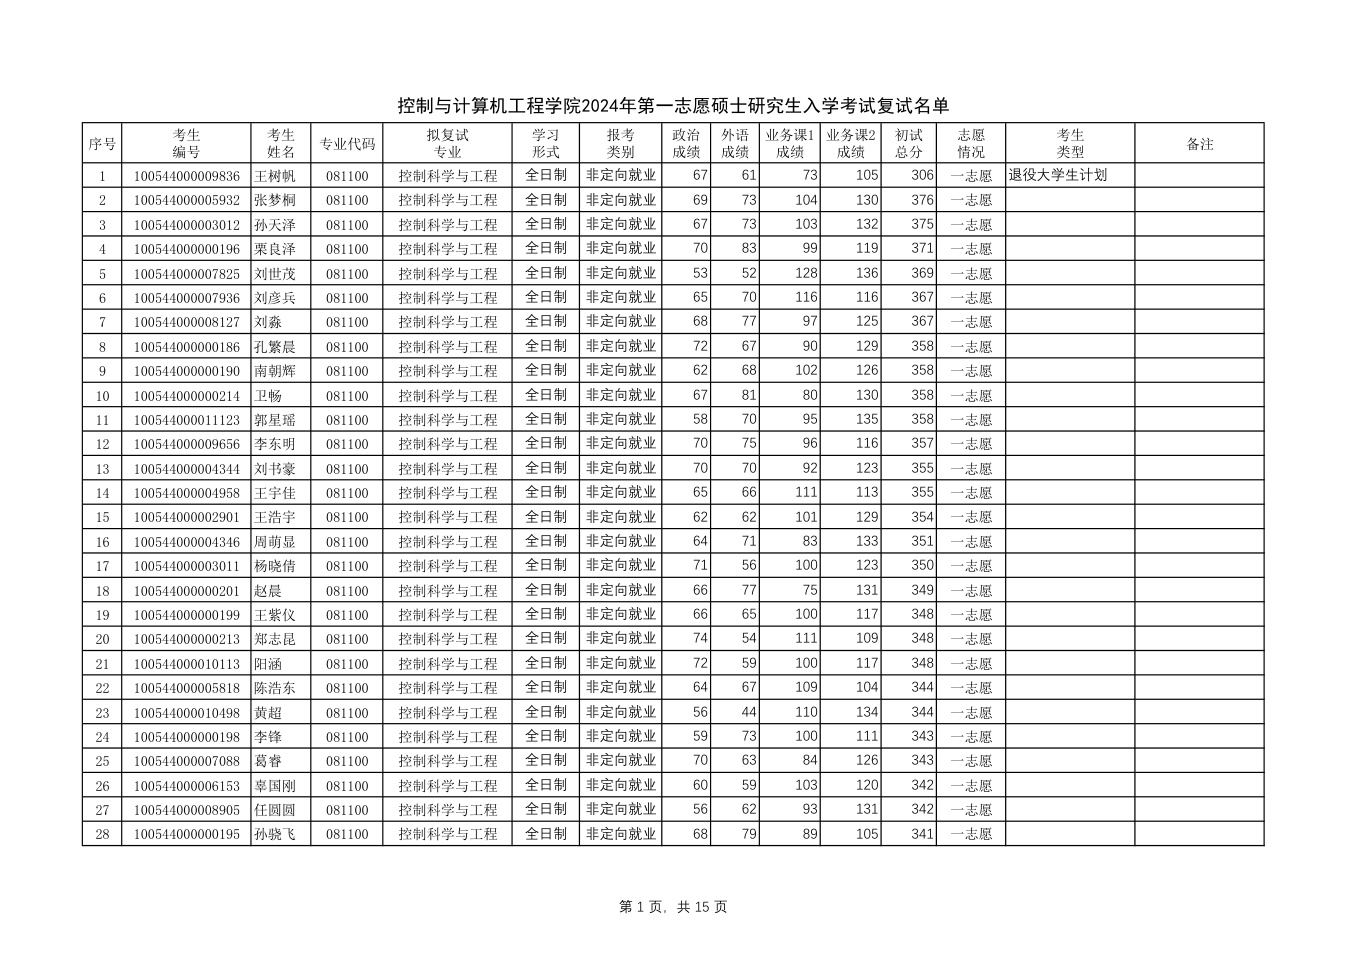 控制与计算机工程学院2024年第一志愿硕士研究生入学考试复试名单
序号 考生编号 考生姓名 专业代码 拟复试专业 学习形式 报考类别 政治成绩 外语成绩 业务课1成绩 业务课2成绩 初试总分 志愿情况 考生类型 备注
1 100544000009836 王树帆 081100 控制科学与工程 全日制 非定向就业 67 61 73 105 306 一志愿 退役大学生计划
2 100544000005932 张梦桐 081100 控制科学与工程 全日制 非定向就业 69 73 104 130 376 一志愿
3 100544000003012 孙天泽 081100 控制科学与工程 全日制 非定向就业 67 73 103 132 375 一志愿
4 100544000000196 栗良泽 081100 控制科学与工程 全日制 非定向就业 70 83 99 119 371 一志愿
5 100544000007825 刘世茂 081100 控制科学与工程 全日制 非定向就业 53 52 128 136 369 一志愿
6 100544000007936 刘彦兵 081100 控制科学与工程 全日制 非定向就业 65 70 116 116 367 一志愿
7 100544000008127 刘淼 081100 控制科学与工程 全日制 非定向就业 68 77 97 125 367 一志愿
8 100544000000186 孔繁晨 081100 控制科学与工程 全日制 非定向就业 72 67 90 129 358 一志愿
9 100544000000190 南朝辉 081100 控制科学与工程 全日制 非定向就业 62 68 102 126 358 一志愿
10 100544000000214 卫畅 081100 控制科学与工程 全日制 非定向就业 67 81 80 130 358 一志愿
11 100544000011123 郭星瑶 081100 控制科学与工程 全日制 非定向就业 58 70 95 135 358 一志愿
12 100544000009656 李东明 081100 控制科学与工程 全日制 非定向就业 70 75 96 116 357 一志愿
13 100544000004344 刘书豪 081100 控制科学与工程 全日制 非定向就业 70 70 92 123 355 一志愿
14 100544000004958 王宇佳 081100 控制科学与工程 全日制 非定向就业 65 66 111 113 355 一志愿
15 100544000002901 王浩宇 081100 控制科学与工程 全日制 非定向就业 62 62 101 129 354 一志愿
16 100544000004346 周萌显 081100 控制科学与工程 全日制 非定向就业 64 71 83 133 351 一志愿
17 100544000003011 杨晓倩 081100 控制科学与工程 全日制 非定向就业 71 56 100 123 350 一志愿
18 100544000000201 赵晨 081100 控制科学与工程 全日制 非定向就业 66 77 75 131 349 一志愿
19 100544000000199 王紫仪 081100 控制科学与工程 全日制 非定向就业 66 65 100 117 348 一志愿
20 100544000000213 郑志昆 081100 控制科学与工程 全日制 非定向就业 74 54 111 109 348 一志愿
21 100544000010113 阳涵 081100 控制科学与工程 全日制 非定向就业 72 59 100 117 348 一志愿
22 100544000005818 陈浩东 081100 控制科学与工程 全日制 非定向就业 64 67 109 104 344 一志愿
23 100544000010498 黄超 081100 控制科学与工程 全日制 非定向就业 56 44 110 134 344 一志愿
24 100544000000198 李锋 081100 控制科学与工程 全日制 非定向就业 59 73 100 111 343 一志愿
25 100544000007088 葛睿 081100 控制科学与工程 全日制 非定向就业 70 63 84 126 343 一志愿
26 100544000006153 辜国刚 081100 控制科学与工程 全日制 非定向就业 60 59 103 120 342 一志愿
27 100544000008905 任圆圆 081100 控制科学与工程 全日制 非定向就业 56 62 93 131 342 一志愿
28 100544000000195 孙骁飞 081100 控制科学与工程 全日制 非定向就业 68 79 89 105 341 一志愿
第 1 页，共 15 页